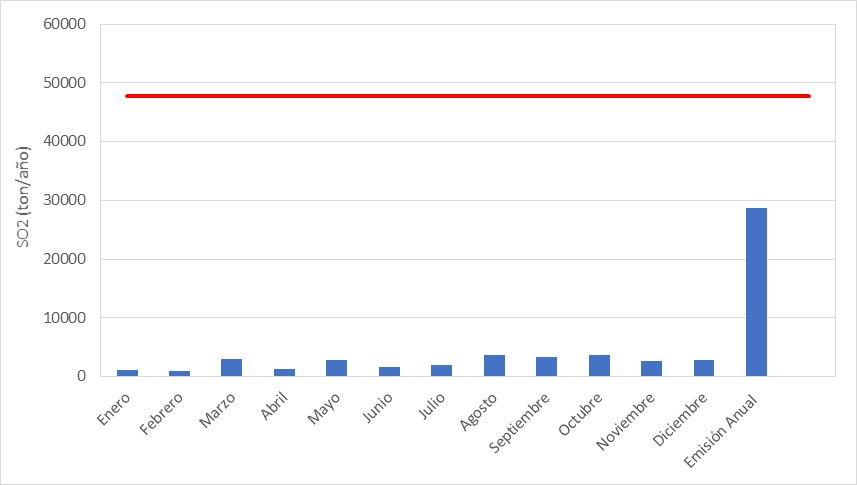 60000
50000
40000
30000
20000
10000
0
SO2 (ton/año)
Enero
Febrero
Marzo
Abril
Mayo
Junio
Julio
Agosto
Septiembre
Octubre
Noviembre
Diciembre
Emisión Anual